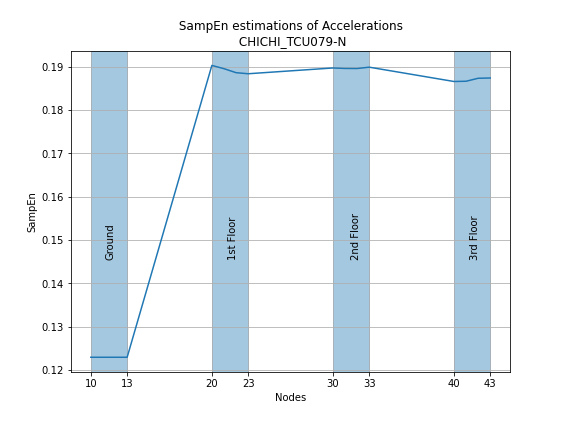 SampEn estimations of Accelerations
CHICHI_TCU079-N
0.19
0.18
0.17
0.16
0.15
0.14
0.13
0.12
SampEn
Ground
1st Floor
2nd Floor
3rd Floor
10 13 20 23 30 33 40 43
Nodes